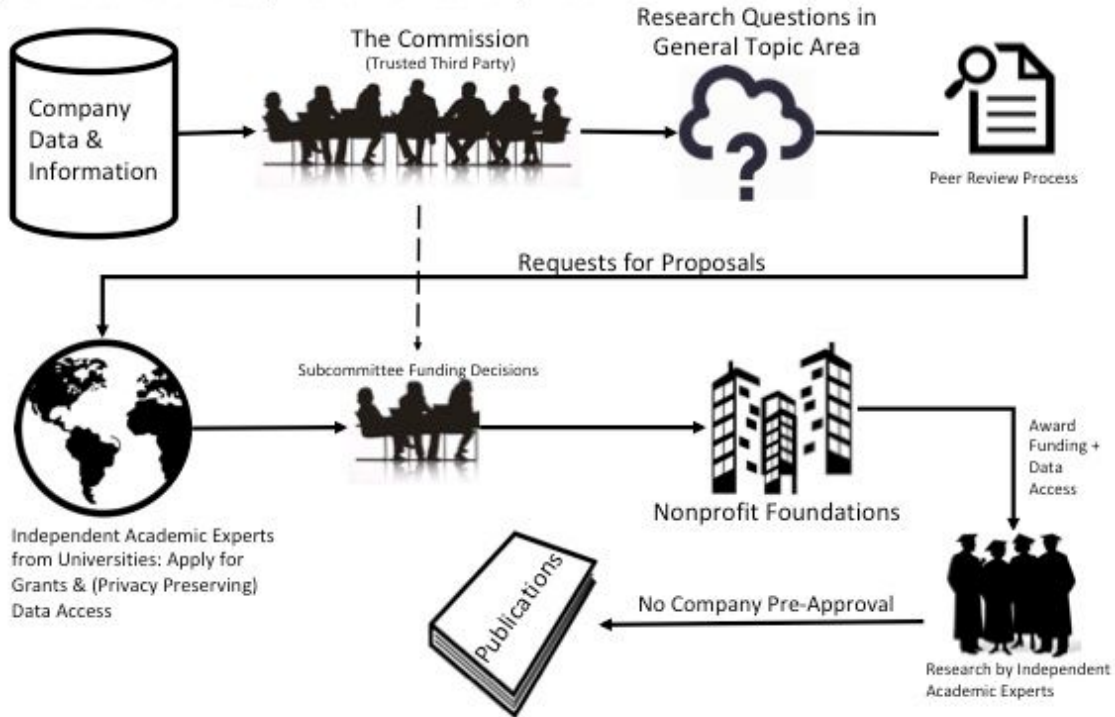 Company
Data &
Information
The Commission
(Trusted Third Party)
Research Questions in
General Topic Area
?
Peer Review Process
Requests for Proposals
Independent Academic Experts
from Universities: Apply for
Grants & (Privacy Preserving)
Data Access
Subcommittee Funding Decisions
Nonprofit Foundations
Award
Funding +
Data
Access
Research by Independent
Academic Experts
No Company Pre-Approval
Publications